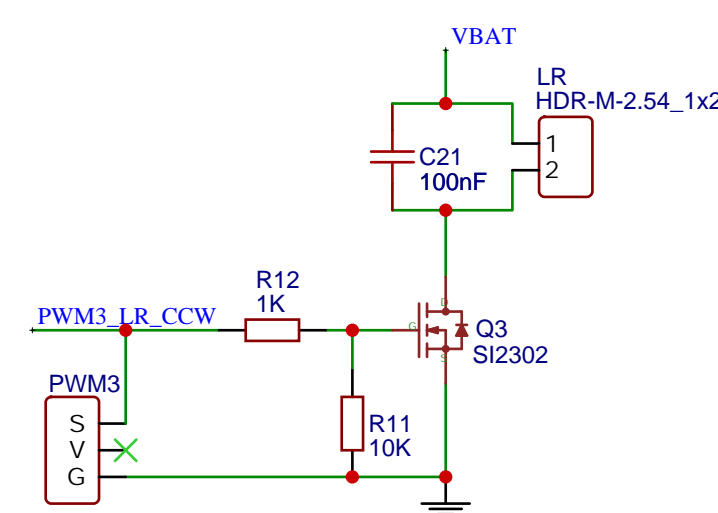 VBAT
LR
HDR-M-2.54_1x2
1
2
C21
100nF
R12
1K
PWM3_LR_CCW
D
G
S
Q3
SI2302
PWM3
S
V
G
R11
10K